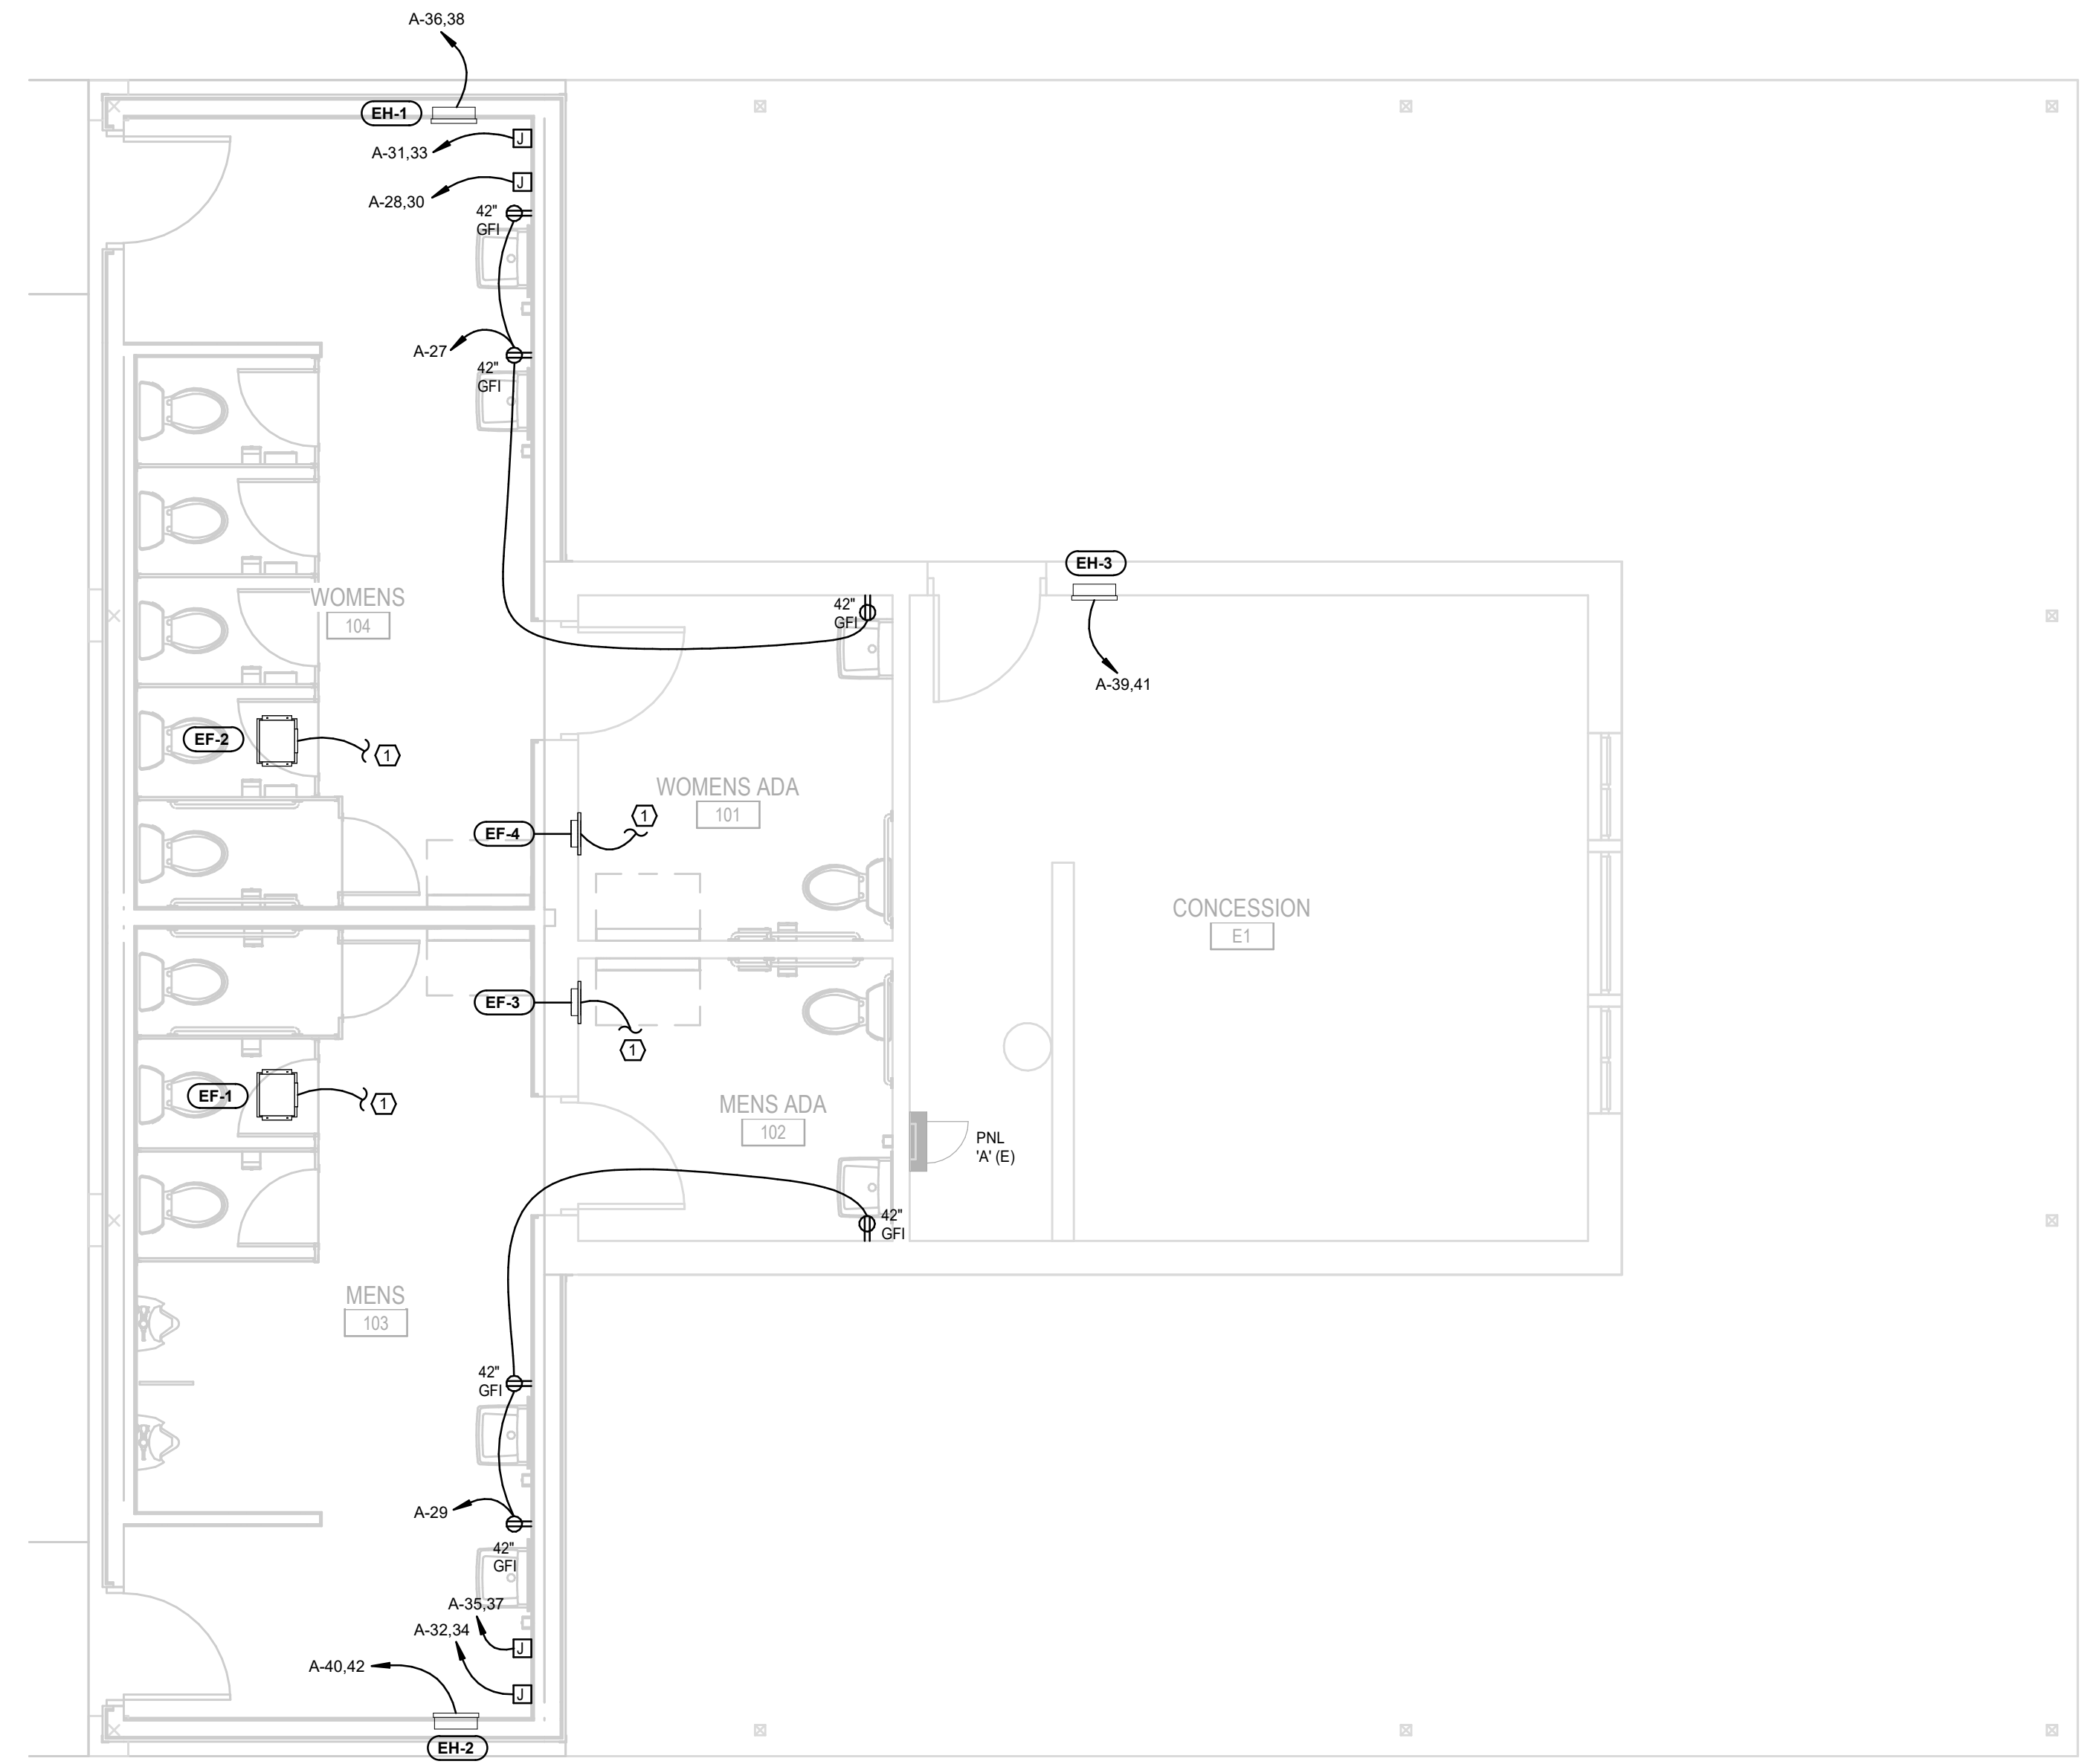 A-36,38
EH-1
J
A-31,33
J
A-28,30
42"
GFI
A-27
42"
GFI
EH-3
WOMENS
104
42"
GFI
A-39,41
EF-2
1
WOMENS ADA
101
1
EF-4
CONCESSION
E1
EF-3
1
EF-1
1
MENS ADA
102
PNL
'A' (E)
42"
GFI
MENS
103
42"
GFI
A-29
42"
GFI
A-35,37
A-32,34
J
A-40,42
J
EH-2